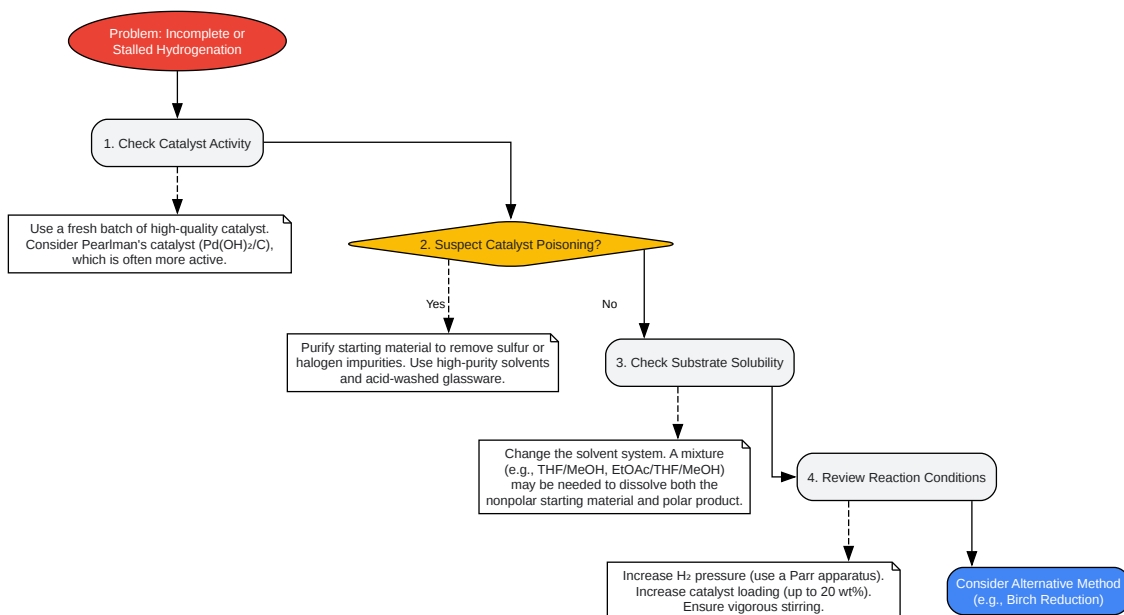 Problem: Incomplete or
Stalled Hydrogenation
1. Check Catalyst Activity
Use a fresh batch of high-quality catalyst.
Consider Pearlman's catalyst (Pd(OH)₂/C),
which is often more active.
2. Suspect Catalyst Poisoning?
Yes
No
Purify starting material to remove sulfur or
halogen impurities. Use high-purity solvents
and acid-washed glassware.
3. Check Substrate Solubility
Change the solvent system. A mixture
(e.g., THF/MeOH, EtOAc/THF/MeOH)
may be needed to dissolve both the
nonpolar starting material and polar product.
4. Review Reaction Conditions
Increase H₂ pressure (use a Parr apparatus).
Increase catalyst loading (up to 20 wt%).
Ensure vigorous stirring.
Consider Alternative Method
(e.g., Birch Reduction)